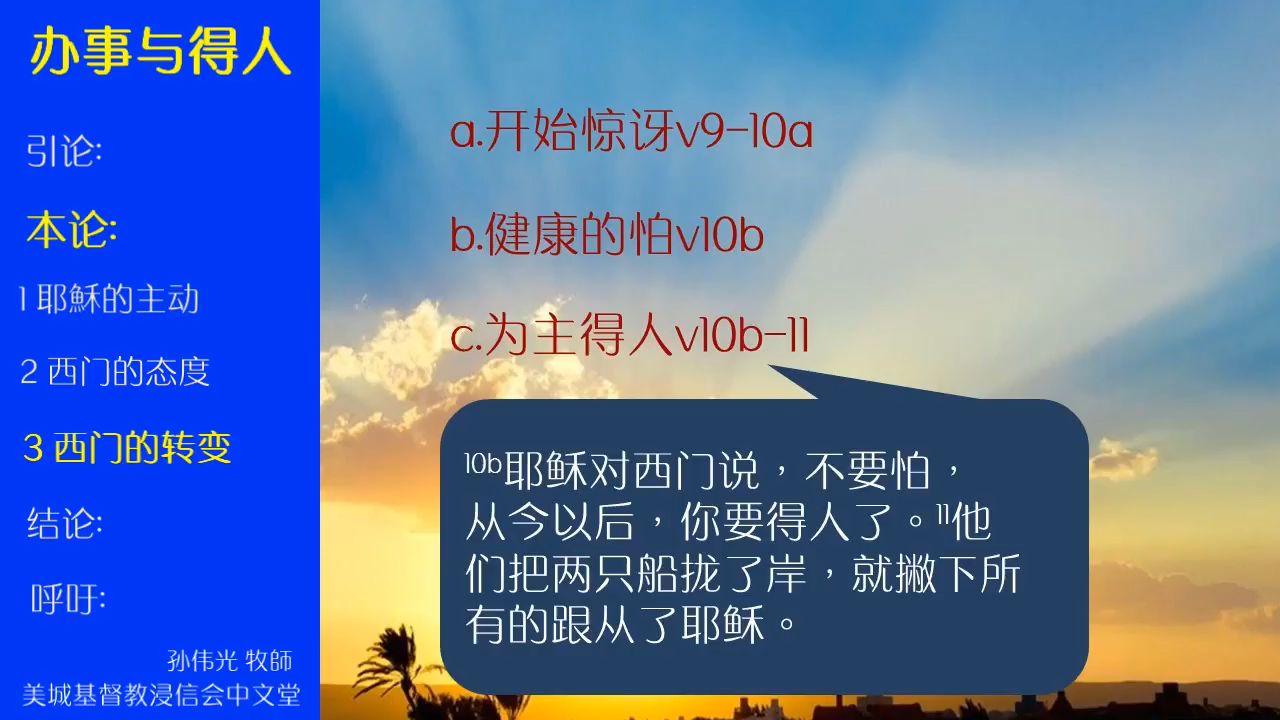 办事与得人
引论:
本论:
1 耶稣的主动
2 西门的态度
3 西门的转变
结论:
呼吁:
孙伟光 牧師
美城基督教浸信会中文堂
a.开始惊讶v9-10a
b.健康的怕v10b
c.为主得人v10b-11
10b耶稣对西门说，不要怕，
从今以后，你要得人了。11他
们把两只船拢了岸，就撇下所
有的跟从了耶稣。